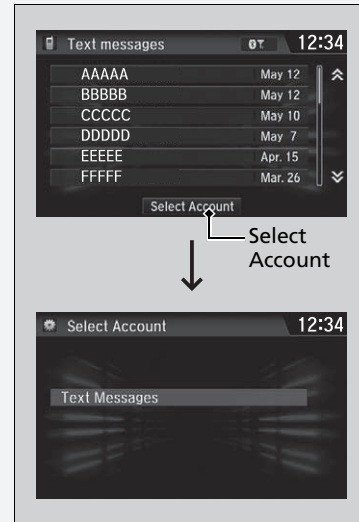 Text messages 12:34
AAAAA May 12
BBBBB May 12
CCCCC May 10
DDDDD May 7
EEEEE Apr. 15
FFFFF Mar. 26
Select Account
Select
Account
Select Account 12:34
Text Messages